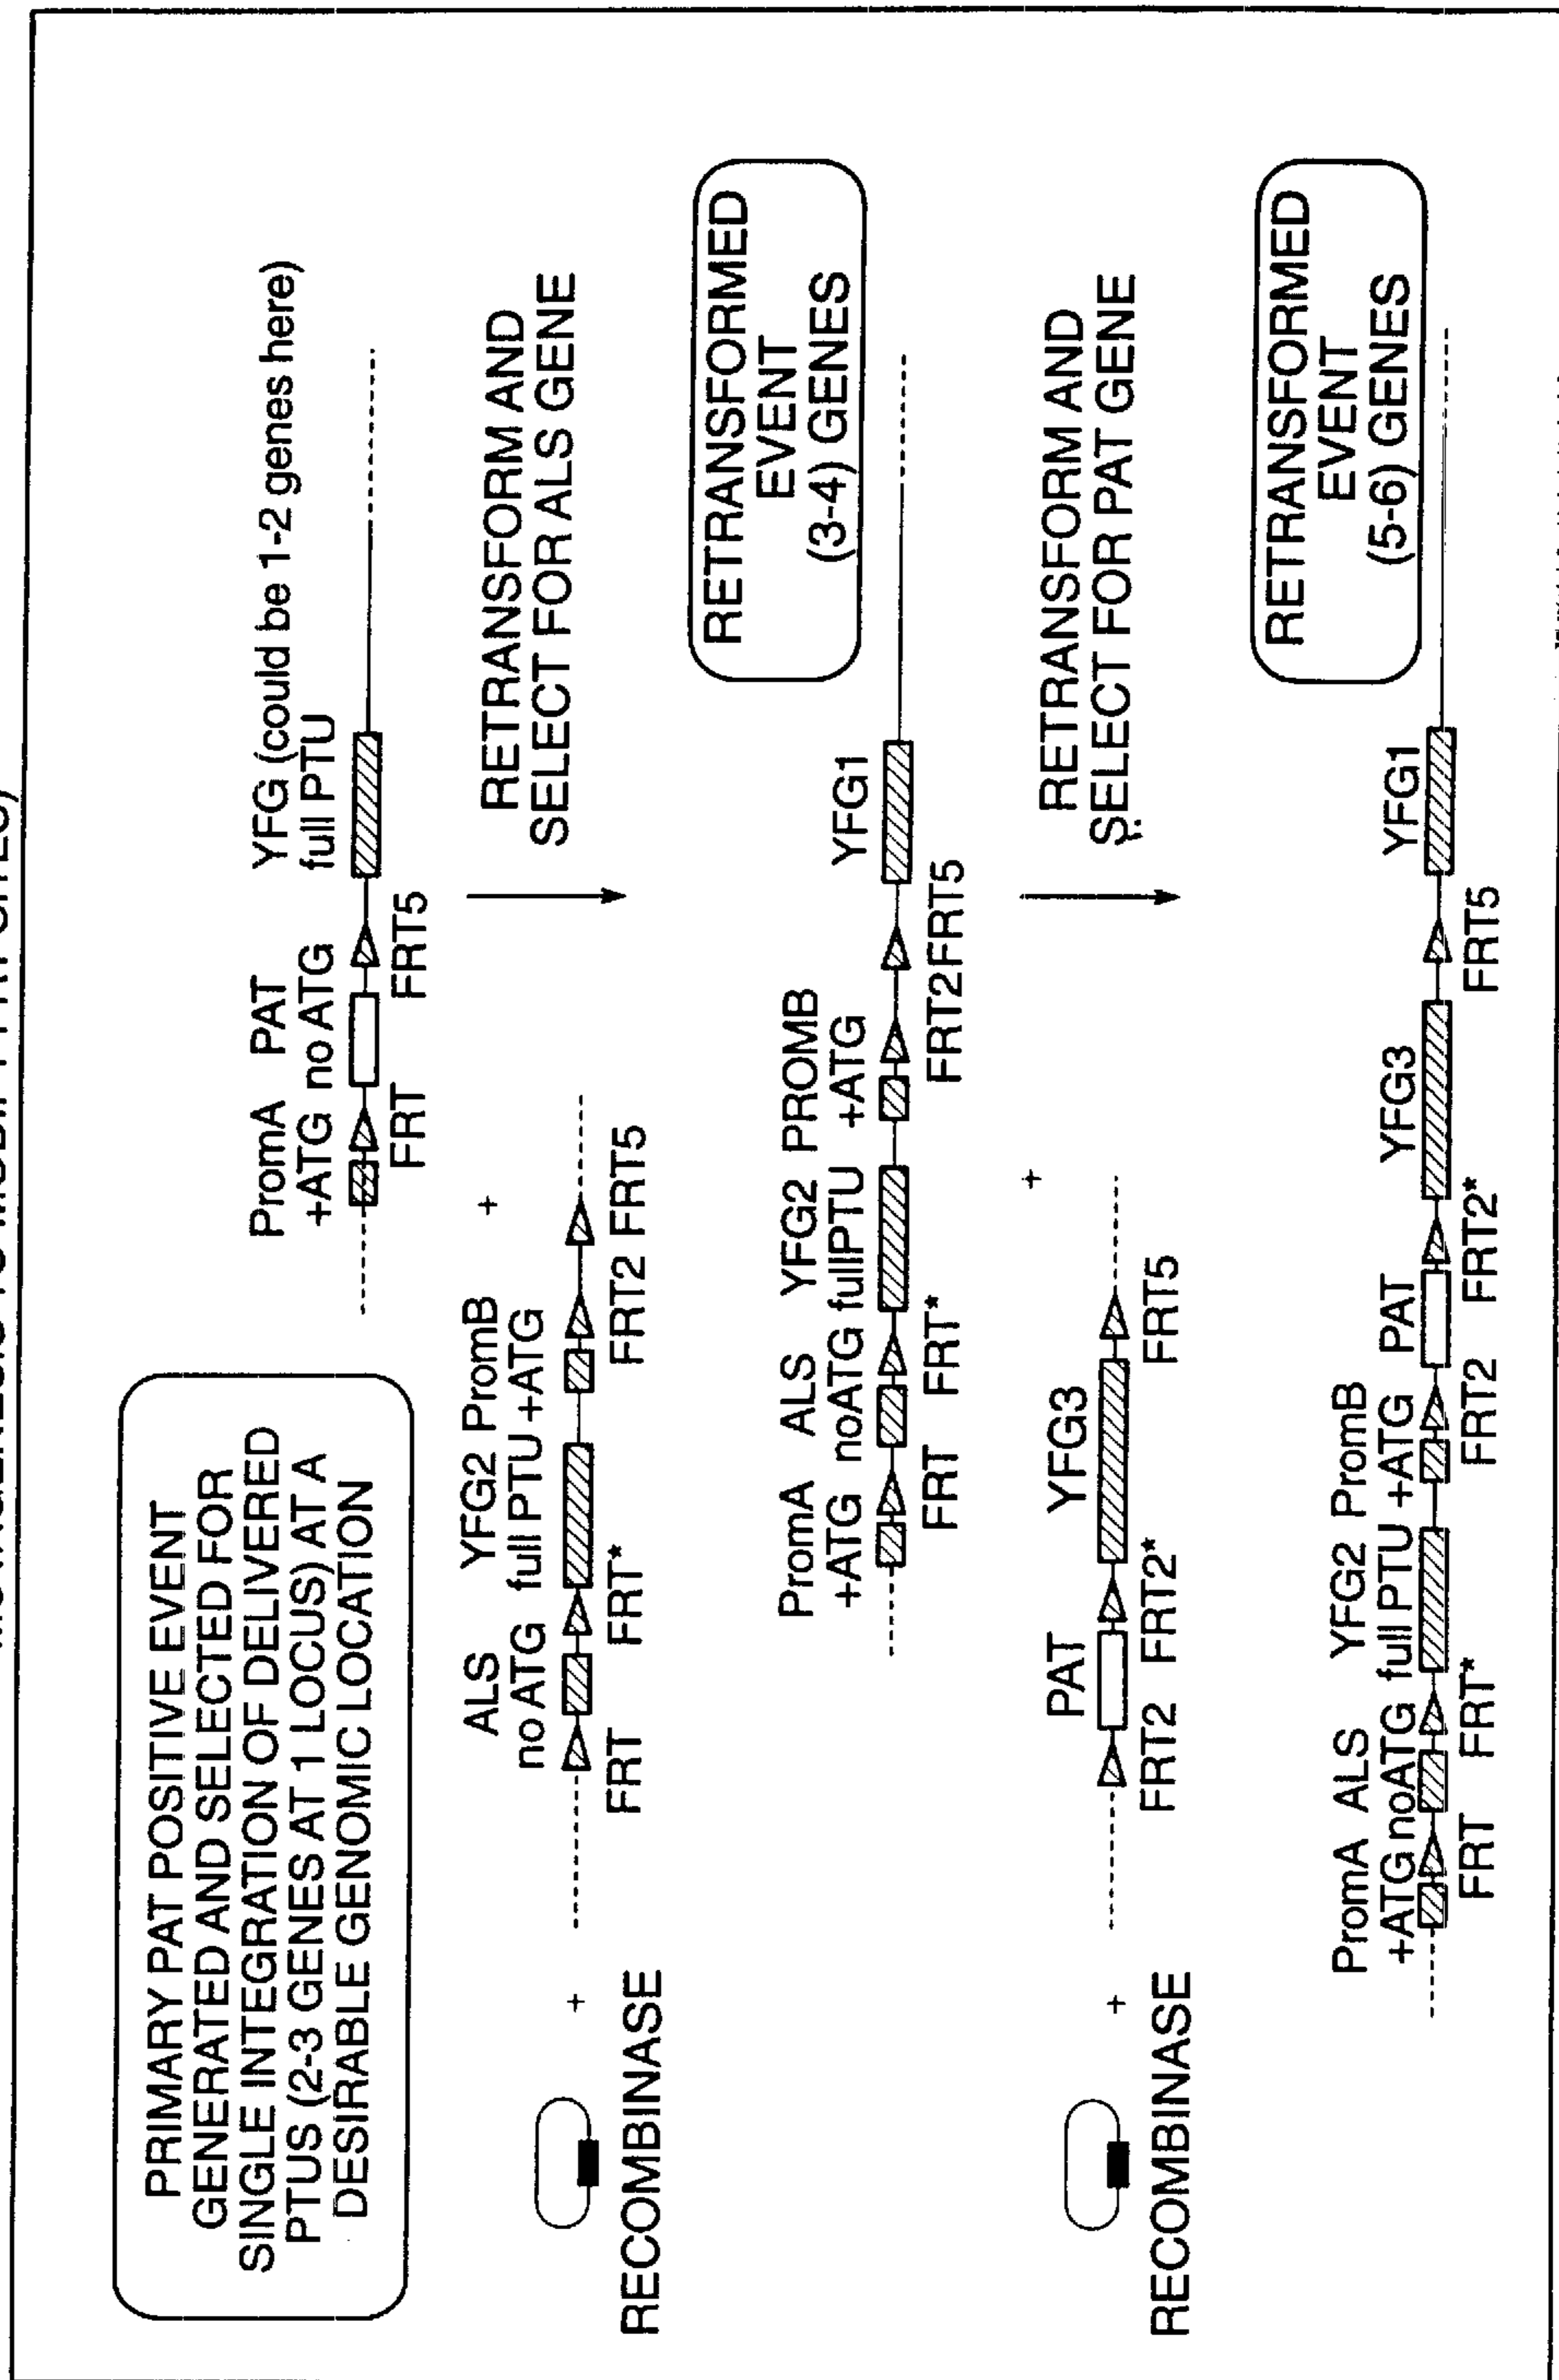 PRIMARY PAT POSITIVE EVENT
GENERATED AND SELECTED FOR
SINGLE INTEGRATION OF DELIVERED
PTUS (2-3 GENES AT 1 LOCUS) AT A
DESIRABLE GENOMIC LOCATION
PromA PAT YFG (could be 1-2 genes here)
+ATG no ATG full PTU
FRT FRT5
RETRANSFORM AND
SELECT FOR ALS GENE
ALS YFG2 PromB
no ATG full PTU +ATG
+ +
FRT FRT* FRT2 FRT5
RECOMBINASE
RETRANSFORMED
EVENT
(3-4) GENES
PromA ALS YFG2 PROMB YFG1
+ATG noATG fullPTU +ATG
FRT FRT* FRT2FRT5
RETRANSFORM AND
SELECT FOR PAT GENE
PAT YFG3
+ +
FRT2 FRT2* FRT5
RECOMBINASE
RETRANSFORMED
EVENT
(5-6) GENES
PromA ALS YFG2 PromB PAT YFG3 YFG1
+ATG noATG full PTU +ATG
FRT FRT* FRT2 FRT2* FRT5